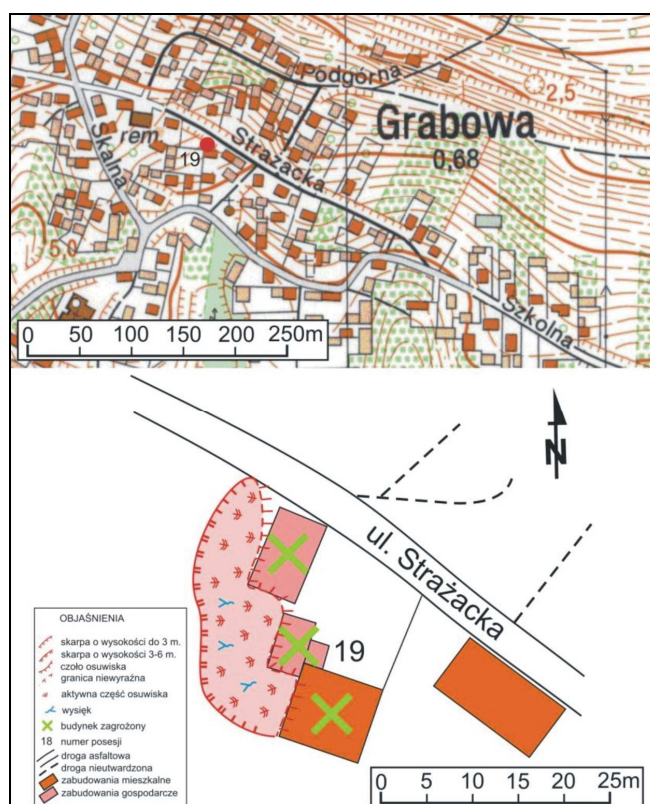 Podgórna
2,5
Grabowa
0,68
Skalna
rem.
19
Strażacka
5,0
Szkolna
0 50 100 150 200 250m
N
ul. Strażacka
19
OBJAŚNIENIA
skarpa o wysokości do 3 m.
skarpa o wysokości 3-6 m.
czoło osuwiska
granica niewyraźna
aktywna część osuwiska
wysięk
budynek zagrożony
18 numer posesji
droga asfaltowa
droga nieutwardzona
zabudowania mieszkalne
zabudowania gospodarcze
0 5 10 15 20 25m